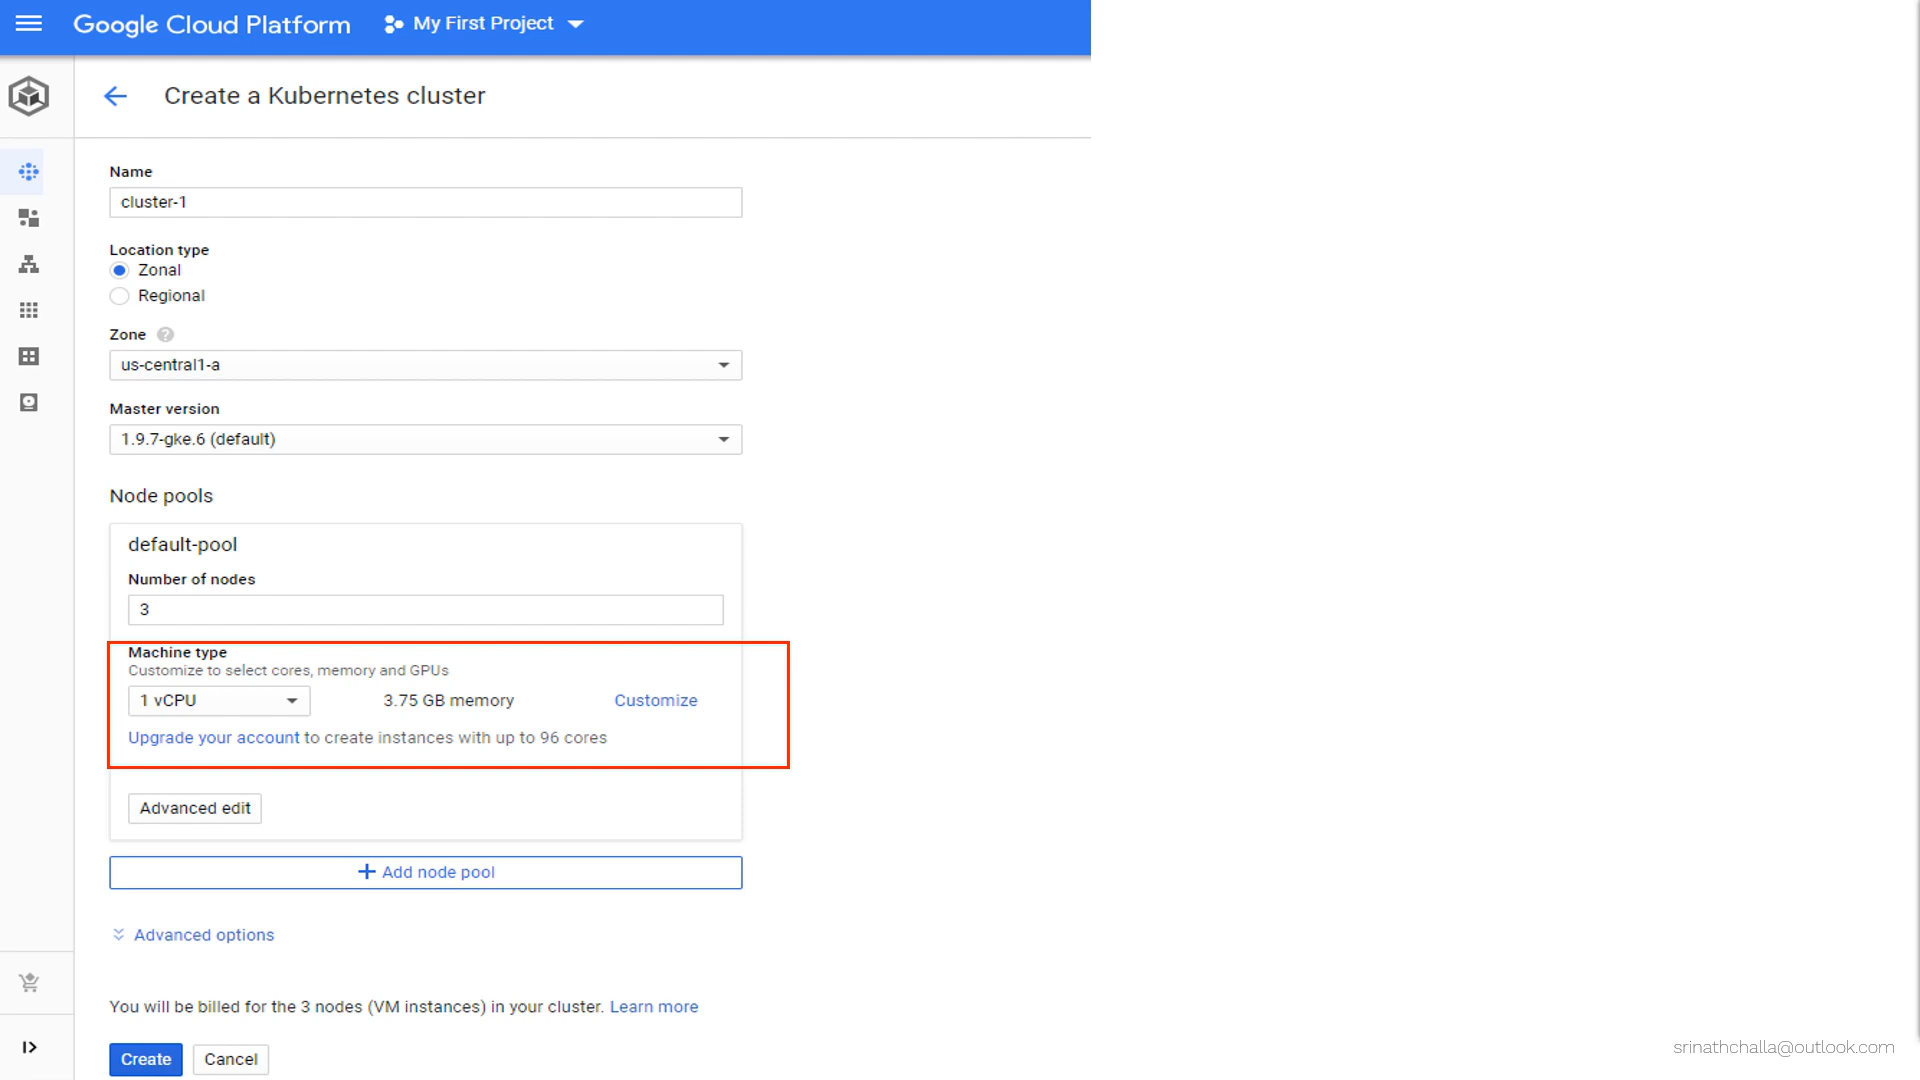 Google Cloud Platform My First Project
Create a Kubernetes cluster
Name
cluster-1
Location type
Zonal
Regional
Zone ?
us-central1-a
Master version
1.9.7-gke.6 (default)
Node pools
default-pool
Number of nodes
3
Machine type
Customize to select cores, memory and GPUs
1 vCPU 3.75 GB memory Customize
Upgrade your account to create instances with up to 96 cores
Advanced edit
+ Add node pool
Advanced options
You will be billed for the 3 nodes (VM instances) in your cluster. Learn more
Create Cancel
srinathchalla@outlook.com